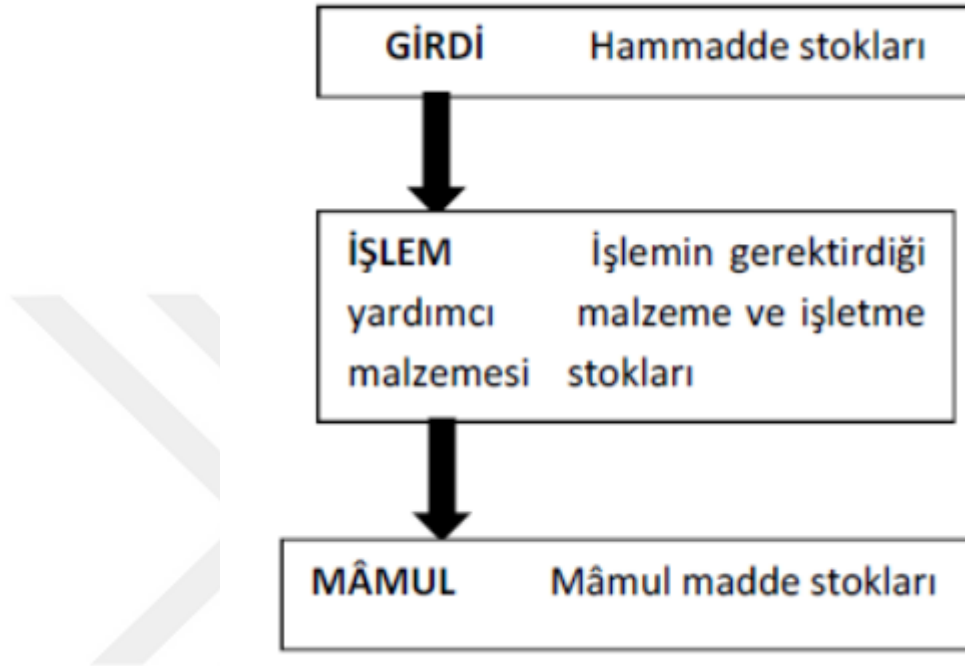 GİRDİ Hammadde stokları
İŞLEM İşlemin gerektirdiği
yardımcı malzeme ve işletme
malzemesi stokları
MÂMUL Mâmul madde stokları